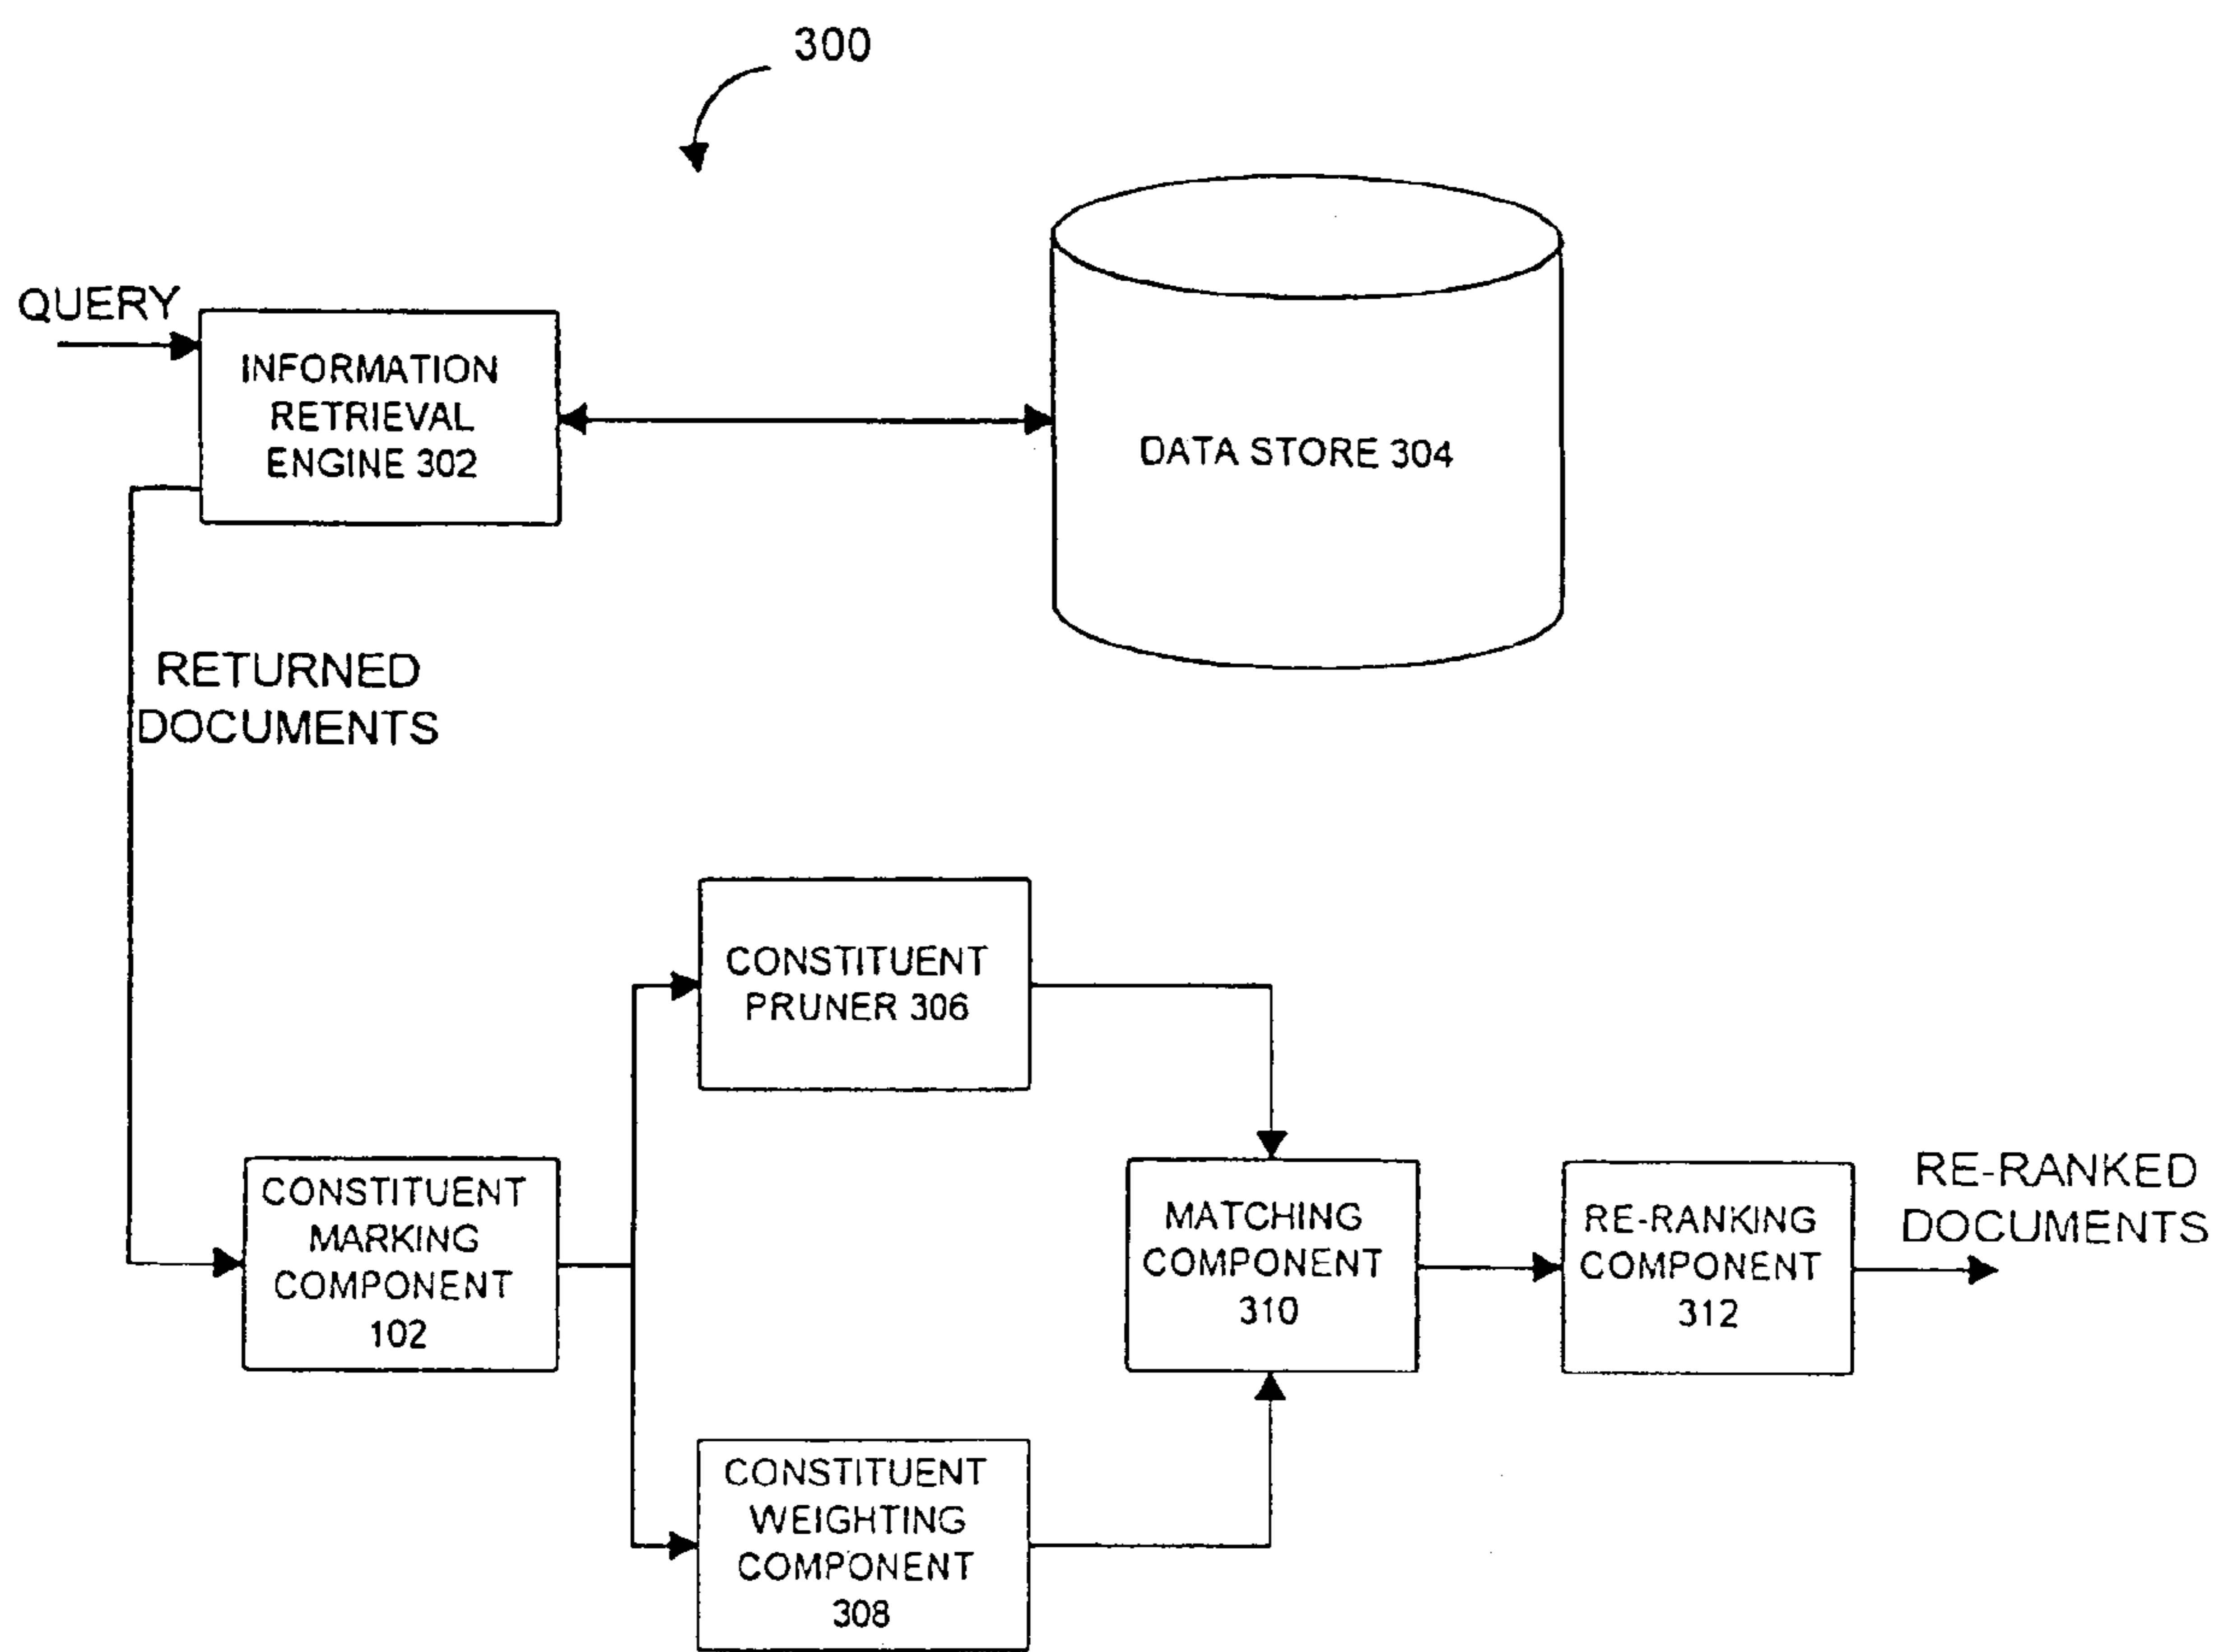 300
QUERY
INFORMATION
RETRIEVAL
ENGINE 302
DATA STORE 304
RETURNED
DOCUMENTS
CONSTITUENT
PRUNER 306
CONSTITUENT
MARKING
COMPONENT
102
MATCHING
COMPONENT
310
RE-RANKING
COMPONENT
312
RE-RANKED
DOCUMENTS
CONSTITUENT
WEIGHTING
COMPONENT
308